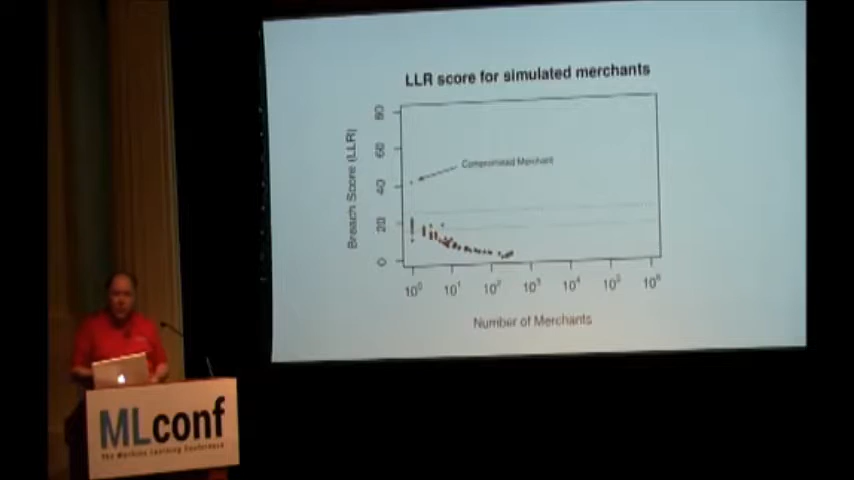 LLR score for simulated merchants
Breach Score (LLR)
80
60
40
20
0
Compromised Merchant
10⁰ 10¹ 10² 10³ 10⁴ 10⁵ 10⁶
Number of Merchants
MLconf
The Machine Learning Conference